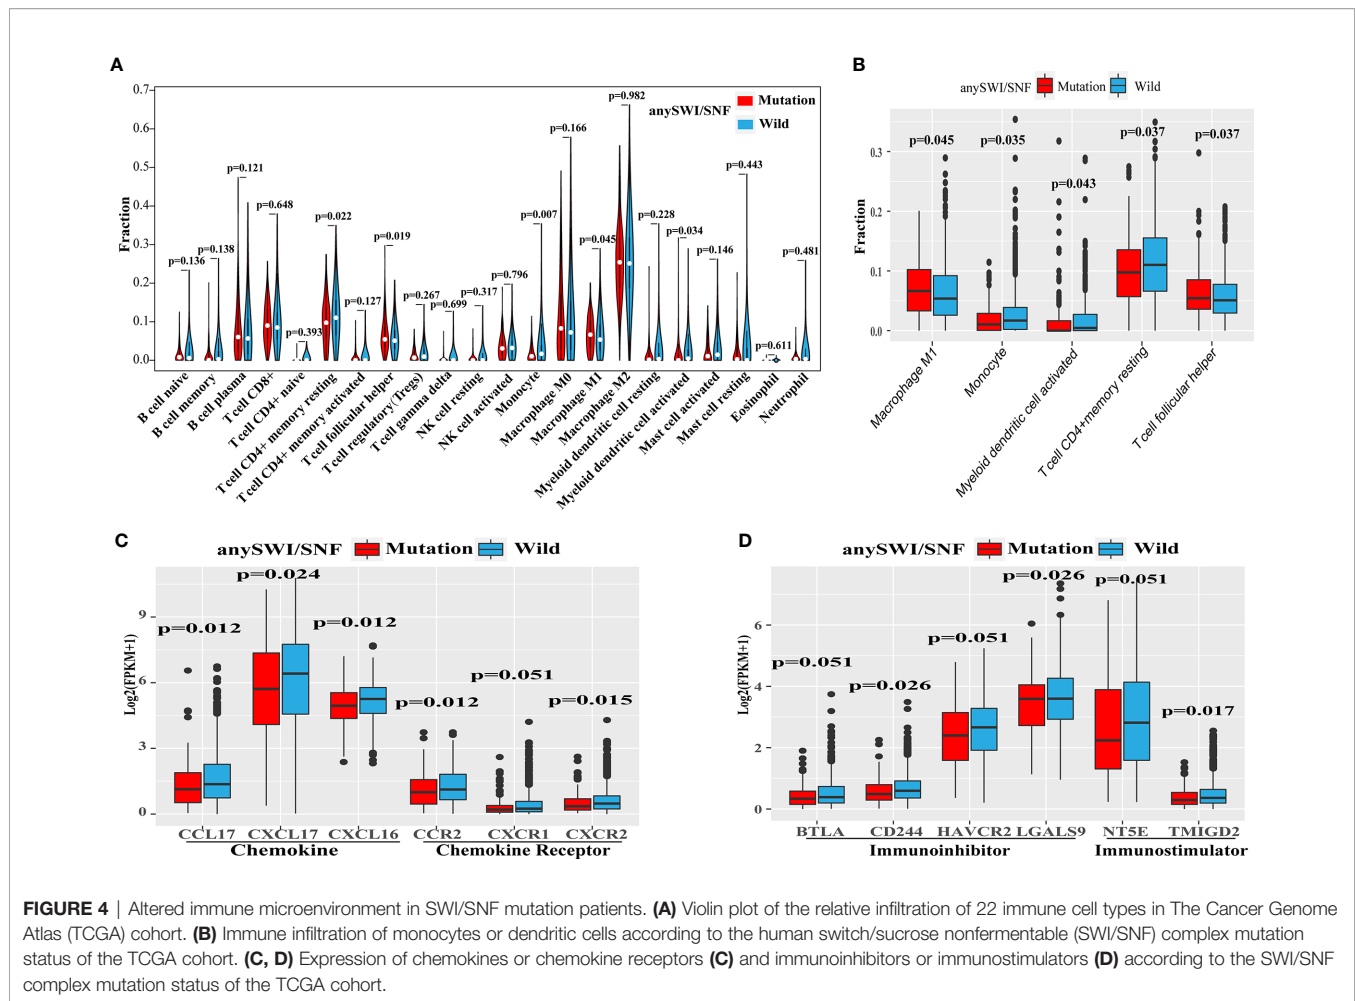 A
anySWI/SNF
Mutation
Wild
Fraction
0.7
0.6
0.5
0.4
0.3
0.2
0.1
0.0
p=0.136
p=0.138
p=0.121
p=0.648
p=0.393
p=0.022
p=0.127
p=0.019
p=0.267
p=0.699
p=0.317
p=0.796
p=0.007
p=0.166
p=0.045
p=0.982
p=0.228
p=0.034
p=0.146
p=0.443
p=0.611
p=0.481
B cell naive
B cell memory
B cell plasma
T cell CD8+
T cell CD4+ naive
T cell CD4+ memory resting
T cell CD4+ memory activated
T cell follicular helper
T cell regulatory(Tregs)
T cell gamma delta
NK cell resting
NK cell activated
Monocyte
Macrophage M0
Macrophage M1
Macrophage M2
Myeloid dendritic cell resting
Myeloid dendritic cell activated
Mast cell activated
Mast cell resting
Eosinophil
Neutrophil
B
anySWI/SNF Mutation Wild
Fraction
0.3
0.2
0.1
0.0
p=0.045
p=0.035
p=0.043
p=0.037
p=0.037
Macrophage M1
Monocyte
Myeloid dendritic cell activated
T cell CD4+memory resting
T cell follicular helper
C
anySWI/SNF Mutation Wild
Log2(FPKM+1)
9
6
3
0
p=0.012
p=0.024
p=0.012
p=0.012
p=0.051
p=0.015
CCL17 CXCL17 CXCL16 CCR2 CXCR1 CXCR2
Chemokine Chemokine Receptor
D
anySWI/SNF Mutation Wild
Log2(FPKM+1)
6
4
2
0
p=0.051
p=0.026
p=0.051
p=0.026
p=0.051
p=0.017
BTLA CD244 HAVCR2 LGALS9 NT5E TMIGD2
Immunoinhibitor Immunostimulator
FIGURE 4 | Altered immune microenvironment in SWI/SNF mutation patients. (A) Violin plot of the relative infiltration of 22 immune cell types in The Cancer Genome
Atlas (TCGA) cohort. (B) Immune infiltration of monocytes or dendritic cells according to the human switch/sucrose nonfermentable (SWI/SNF) complex mutation
status of the TCGA cohort. (C, D) Expression of chemokines or chemokine receptors (C) and immunoinhibitors or immunostimulators (D) according to the SWI/SNF
complex mutation status of the TCGA cohort.